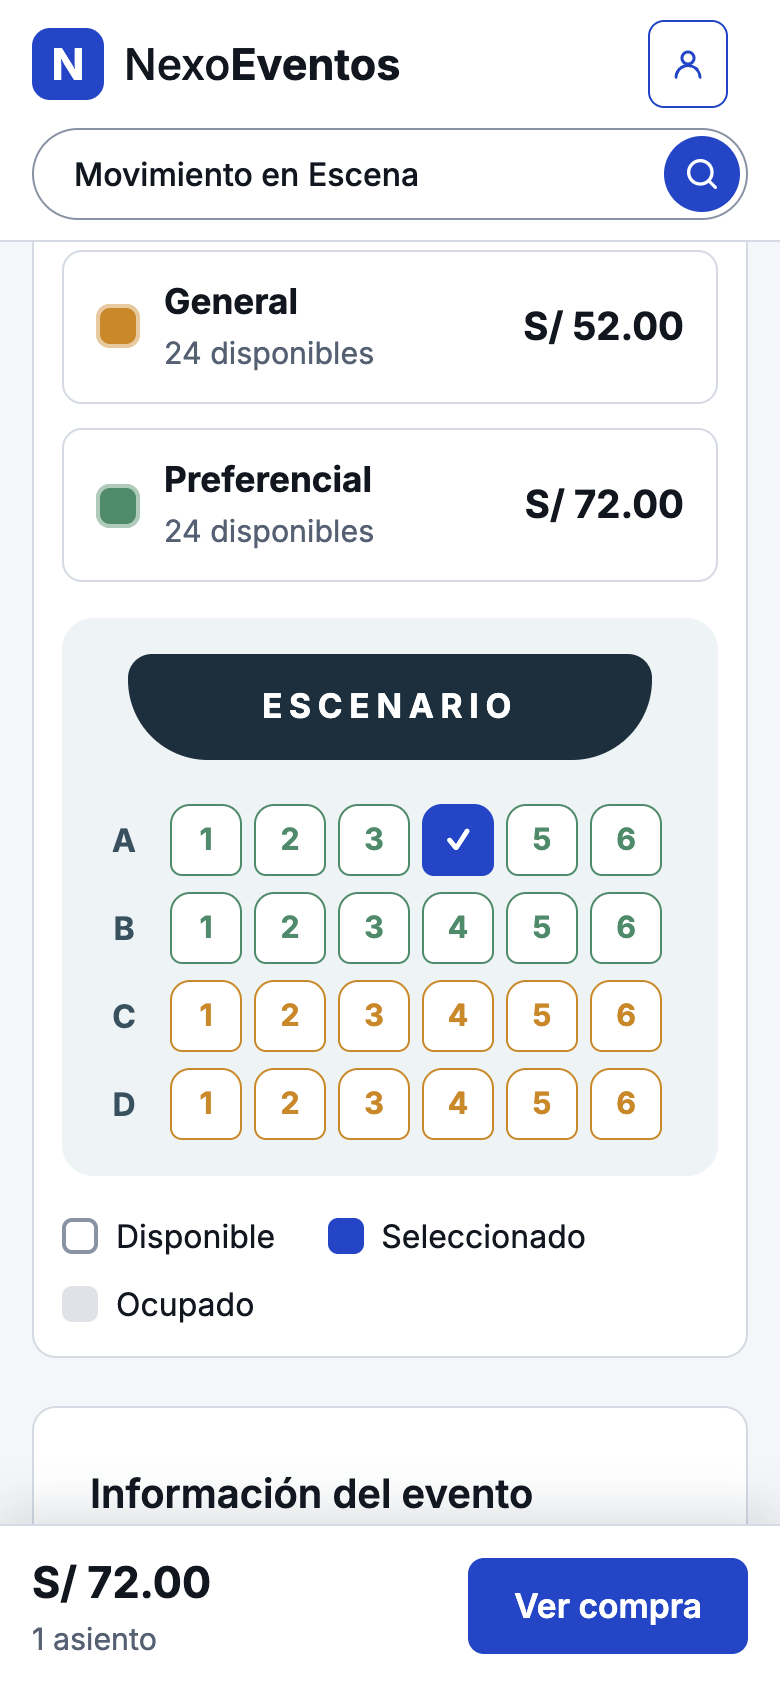 N NexoEventos
Movimiento en Escena
General
24 disponibles
S/ 52.00
Preferencial
24 disponibles
S/ 72.00
ESCENARIO
A 1 2 3 5 6
B 1 2 3 4 5 6
C 1 2 3 4 5 6
D 1 2 3 4 5 6
Disponible Seleccionado
Ocupado
Información del evento
S/ 72.00
1 asiento
Ver compra